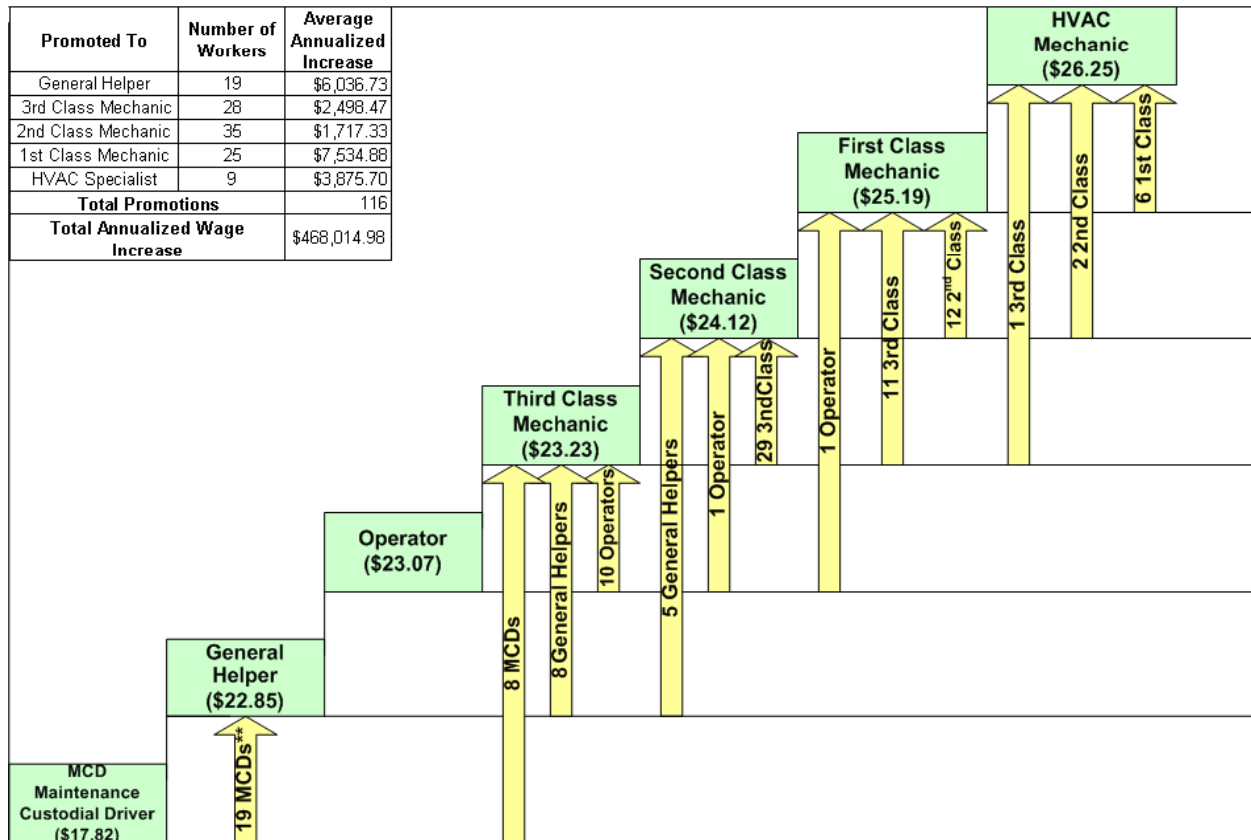 Promoted To Number of Workers Average Annualized Increase
General Helper 19 $6,036.73
3rd Class Mechanic 28 $2,498.47
2nd Class Mechanic 35 $1,717.33
1st Class Mechanic 25 $7,534.88
HVAC Specialist 9 $3,875.70
Total Promotions 116
Total Annualized Wage Increase $468,014.98
HVAC
Mechanic
($26.25)
1 3rd Class
2 2nd Class
6 1st Class
First Class
Mechanic
($25.19)
1 Operator
11 3rd Class
12 2nd Class
Second Class
Mechanic
($24.12)
5 General Helpers
1 Operator
29 3ndClass
Third Class
Mechanic
($23.23)
8 MCDs
8 General Helpers
10 Operators
Operator
($23.07)
General
Helper
($22.85)
19 MCDs**
MCD
Maintenance
Custodial Driver
($17.82)